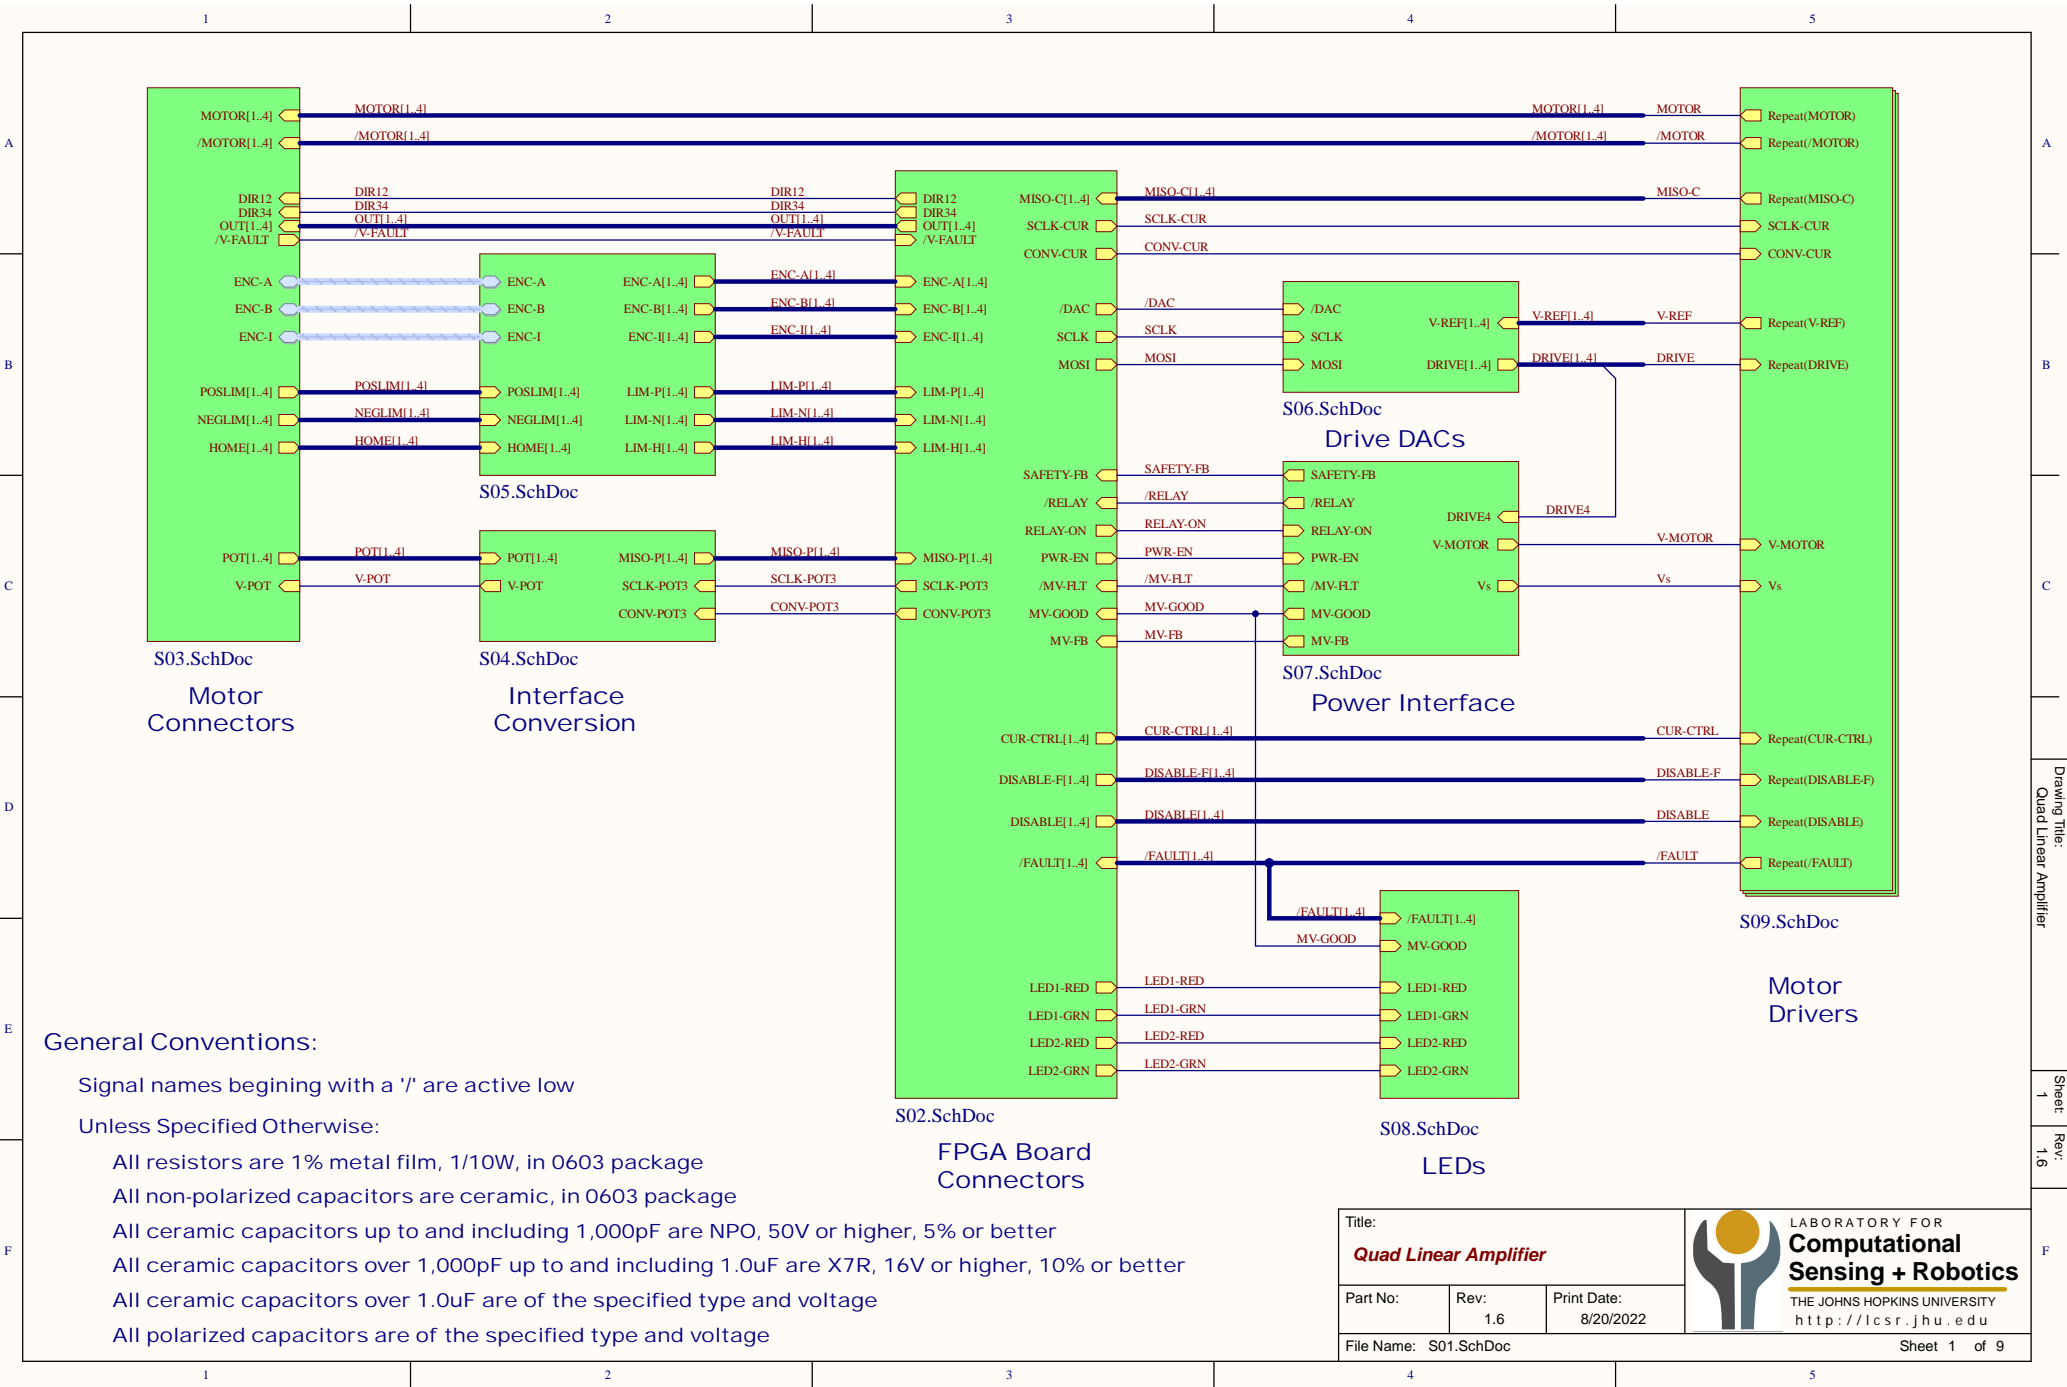 1 2 3 4 5
A
B
C
D
E
F
MOTOR[1..4]
/MOTOR[1..4]
DIR12
DIR34
OUT[1..4]
/V-FAULT
ENC-A
ENC-B
ENC-I
POSLIM[1..4]
NEGLIM[1..4]
HOME[1..4]
POT[1..4]
V-POT
S03.SchDoc
Motor
Connectors
MOTOR[1..4]
/MOTOR[1..4]
DIR12
DIR34
OUT[1..4]
/V-FAULT
POSLIM[1..4]
NEGLIM[1..4]
HOME[1..4]
POT[1..4]
V-POT
ENC-A ENC-A[1..4]
ENC-B ENC-B[1..4]
ENC-I ENC-I[1..4]
POSLIM[1..4] LIM-P[1..4]
NEGLIM[1..4] LIM-N[1..4]
HOME[1..4] LIM-H[1..4]
S05.SchDoc
POT[1..4] MISO-P[1..4]
V-POT SCLK-POT3
CONV-POT3
S04.SchDoc
Interface
Conversion
DIR12
DIR34
OUT[1..4]
/V-FAULT
ENC-A[1..4]
ENC-B[1..4]
ENC-I[1..4]
LIM-P[1..4]
LIM-N[1..4]
LIM-H[1..4]
MISO-P[1..4]
SCLK-POT3
CONV-POT3
DIR12
DIR34
OUT[1..4]
/V-FAULT
ENC-A[1..4]
ENC-B[1..4]
ENC-I[1..4]
LIM-P[1..4]
LIM-N[1..4]
LIM-H[1..4]
MISO-P[1..4]
SCLK-POT3
CONV-POT3
MISO-C[1..4]
SCLK-CUR
CONV-CUR
/DAC
SCLK
MOSI
SAFETY-FB
/RELAY
RELAY-ON
PWR-EN
/MV-FLT
MV-GOOD
MV-FB
CUR-CTRL[1..4]
DISABLE-F[1..4]
DISABLE[1..4]
/FAULT[1..4]
LED1-RED
LED1-GRN
LED2-RED
LED2-GRN
S02.SchDoc
FPGA Board
Connectors
MISO-C[1..4]
SCLK-CUR
CONV-CUR
/DAC
SCLK
MOSI
SAFETY-FB
/RELAY
RELAY-ON
PWR-EN
/MV-FLT
MV-GOOD
MV-FB
CUR-CTRL[1..4]
DISABLE-F[1..4]
DISABLE[1..4]
/FAULT[1..4]
/FAULT[1..4]
MV-GOOD
LED1-RED
LED1-GRN
LED2-RED
LED2-GRN
/DAC
SCLK
MOSI
V-REF[1..4]
DRIVE[1..4]
S06.SchDoc
Drive DACs
SAFETY-FB
/RELAY
RELAY-ON
PWR-EN
/MV-FLT
MV-GOOD
MV-FB
DRIVE4
V-MOTOR
Vs
S07.SchDoc
Power Interface
/FAULT[1..4]
MV-GOOD
LED1-RED
LED1-GRN
LED2-RED
LED2-GRN
S08.SchDoc
LEDs
MOTOR[1..4] MOTOR
/MOTOR[1..4] /MOTOR
MISO-C
V-REF[1..4] V-REF
DRIVE[1..4] DRIVE
DRIVE4
V-MOTOR
Vs
CUR-CTRL
DISABLE-F
DISABLE
/FAULT
Repeat(MOTOR)
Repeat(/MOTOR)
Repeat(MISO-C)
SCLK-CUR
CONV-CUR
Repeat(V-REF)
Repeat(DRIVE)
V-MOTOR
Vs
Repeat(CUR-CTRL)
Repeat(DISABLE-F)
Repeat(DISABLE)
Repeat(/FAULT)
S09.SchDoc
Motor
Drivers
General Conventions:
Signal names begining with a '/' are active low
Unless Specified Otherwise:
All resistors are 1% metal film, 1/10W, in 0603 package
All non-polarized capacitors are ceramic, in 0603 package
All ceramic capacitors up to and including 1,000pF are NPO, 50V or higher, 5% or better
All ceramic capacitors over 1,000pF up to and including 1.0uF are X7R, 16V or higher, 10% or better
All ceramic capacitors over 1.0uF are of the specified type and voltage
All polarized capacitors are of the specified type and voltage
A
B
C
D
E
F
Drawing Title:
Quad Linear Amplifier
Sheet:
1
Rev:
1.6
Title:
Quad Linear Amplifier
Part No:
Rev:
1.6
Print Date:
8/20/2022
File Name: S01.SchDoc
Sheet 1 of 9
LABORATORY FOR
Computational
Sensing + Robotics
THE JOHNS HOPKINS UNIVERSITY
http://lcsr.jhu.edu
1 2 3 4 5